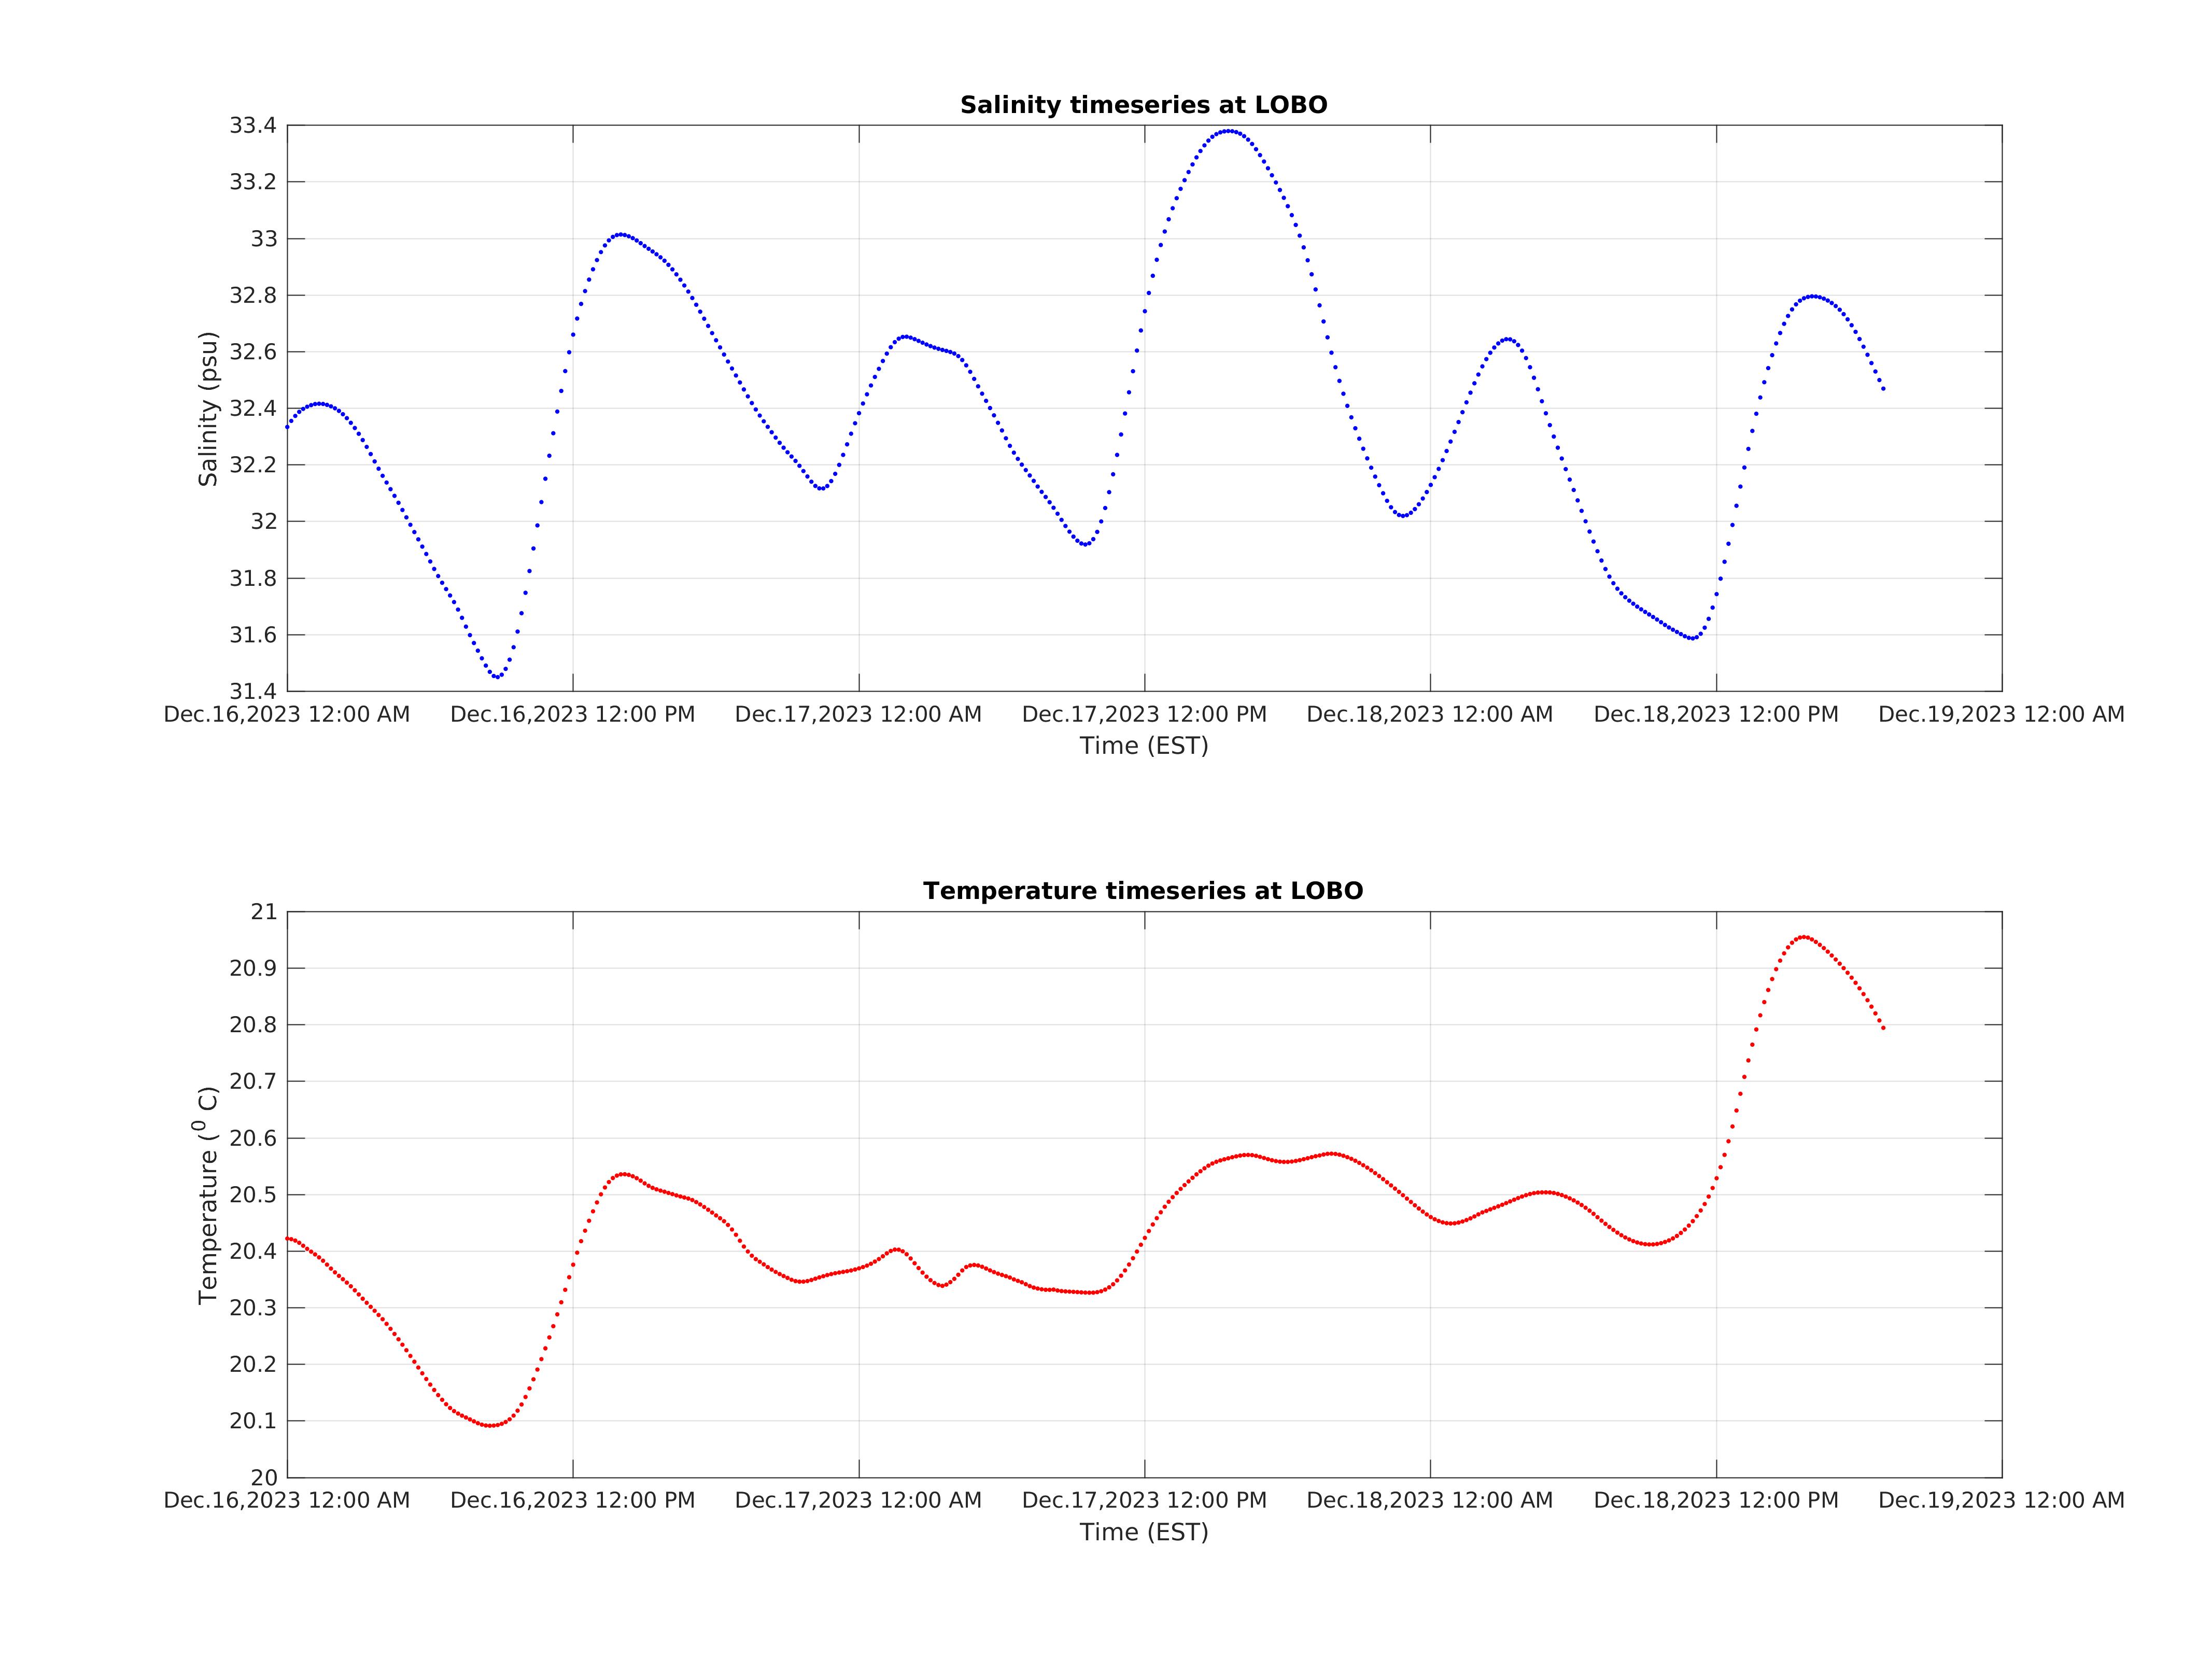 Salinity timeseries at LOBO
33.4
33.2
33
32.8
32.6
32.4
32.2
32
31.8
31.6
31.4
Salinity (psu)
Dec.16,2023 12:00 AM Dec.16,2023 12:00 PM Dec.17,2023 12:00 AM Dec.17,2023 12:00 PM Dec.18,2023 12:00 AM Dec.18,2023 12:00 PM Dec.19,2023 12:00 AM
Time (EST)
Temperature timeseries at LOBO
21
20.9
20.8
20.7
20.6
20.5
20.4
20.3
20.2
20.1
20
Temperature (⁰ C)
Dec.16,2023 12:00 AM Dec.16,2023 12:00 PM Dec.17,2023 12:00 AM Dec.17,2023 12:00 PM Dec.18,2023 12:00 AM Dec.18,2023 12:00 PM Dec.19,2023 12:00 AM
Time (EST)